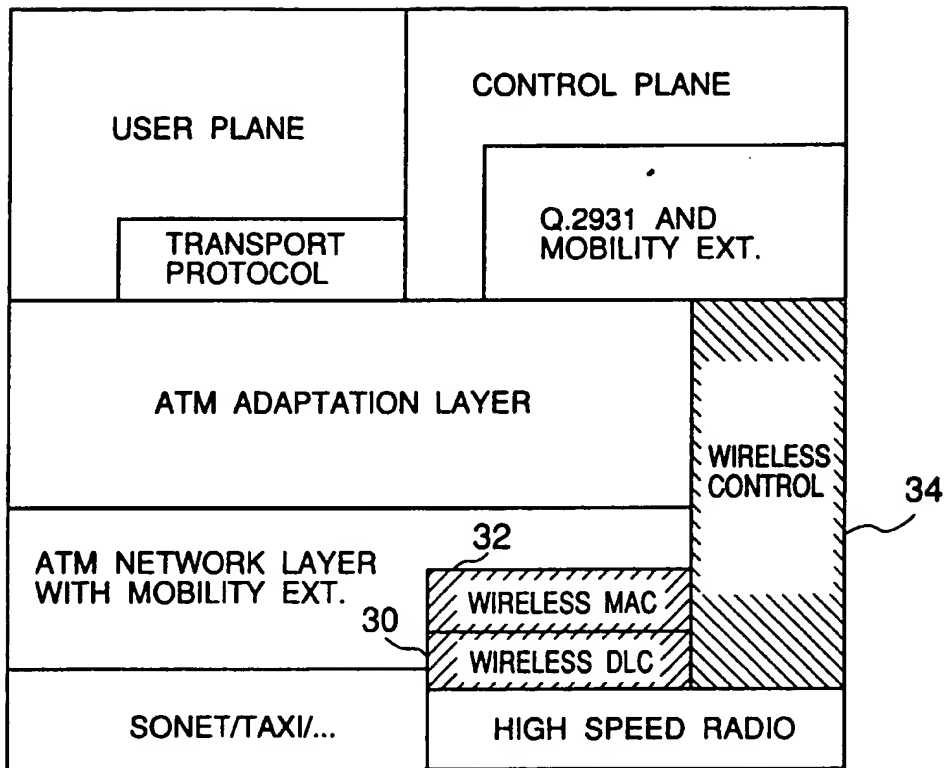 CONTROL PLANE
USER PLANE
Q.2931 AND
MOBILITY EXT.
TRANSPORT
PROTOCOL
ATM ADAPTATION LAYER
WIRELESS
CONTROL
34
ATM NETWORK LAYER
WITH MOBILITY EXT.
32
WIRELESS MAC
30
WIRELESS DLC
SONET/TAXI/...
HIGH SPEED RADIO